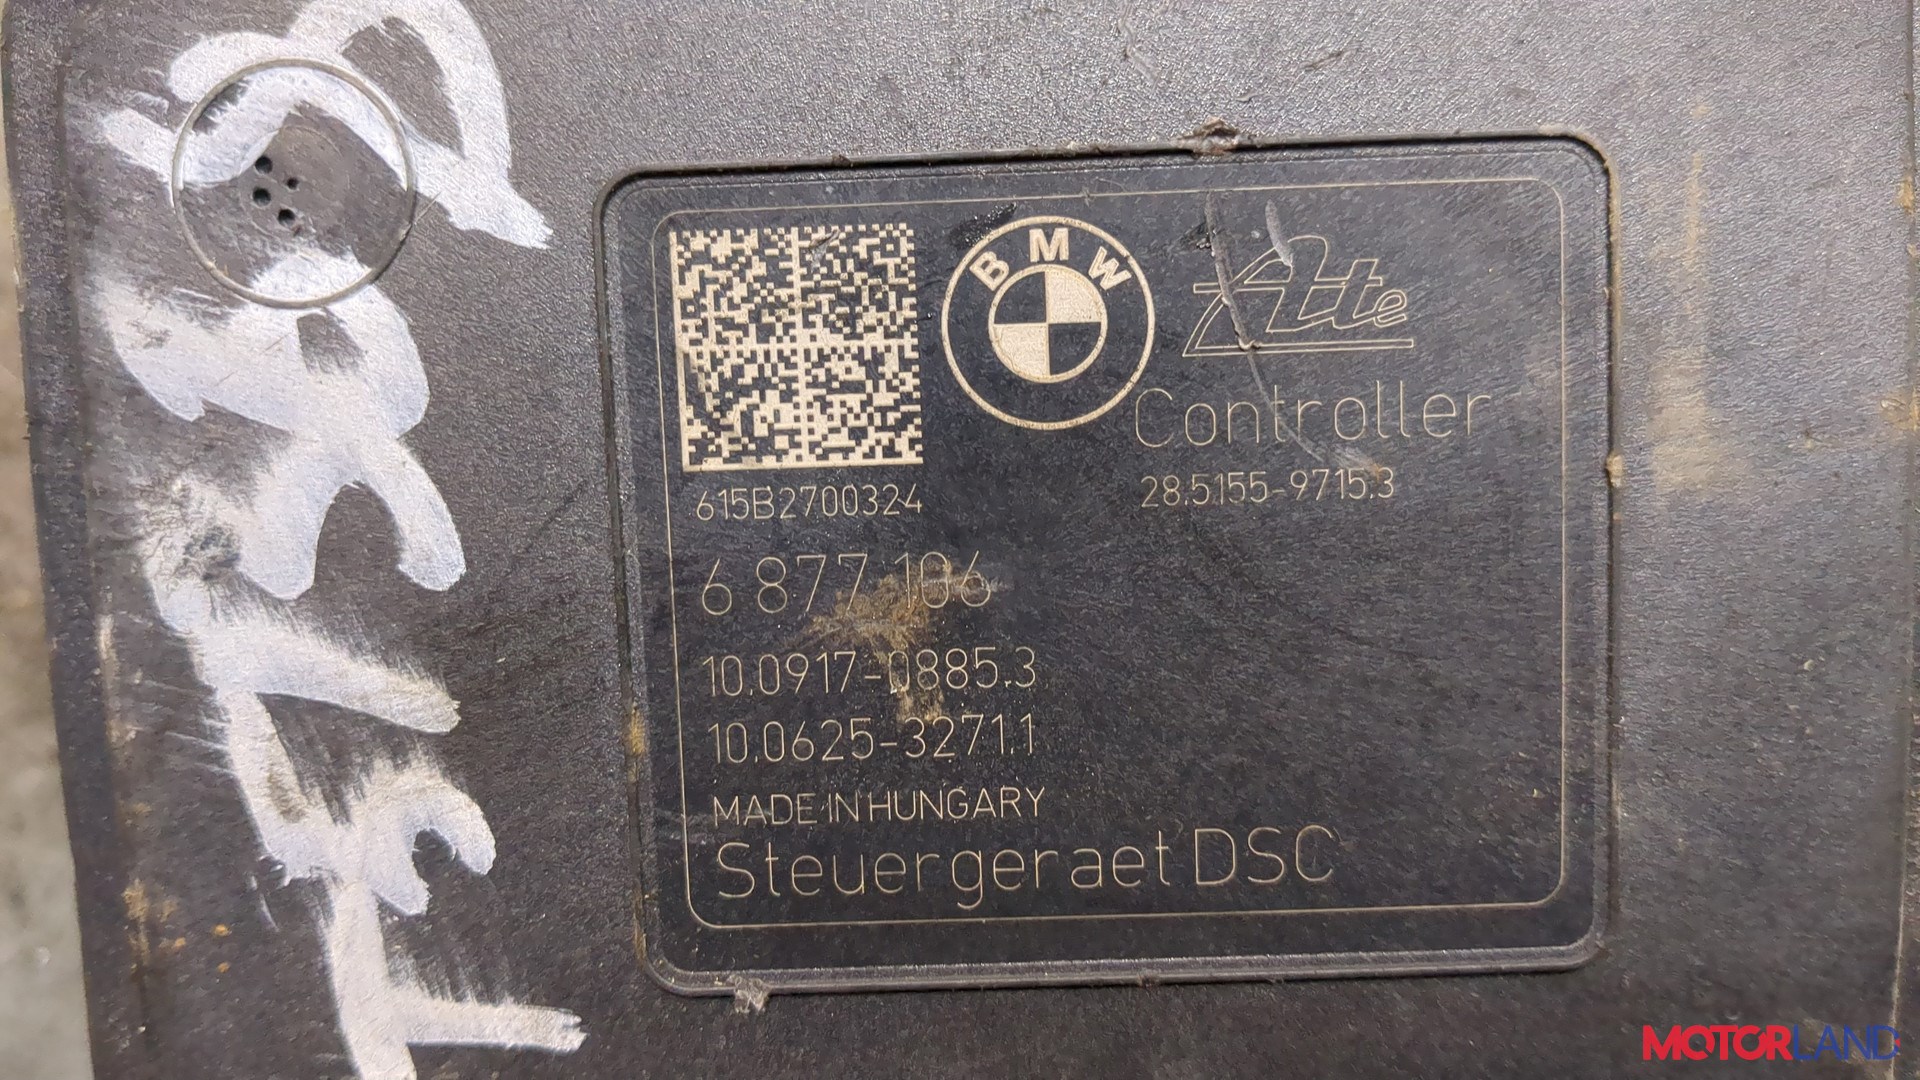 BMW
Ate
Controller
615B2700324
28.5155-9715.3
6 877 106
10.0917-0885.3
10.0625-3271.1
MADE IN HUNGARY
Steuergeraet DSC
MOTORLAND